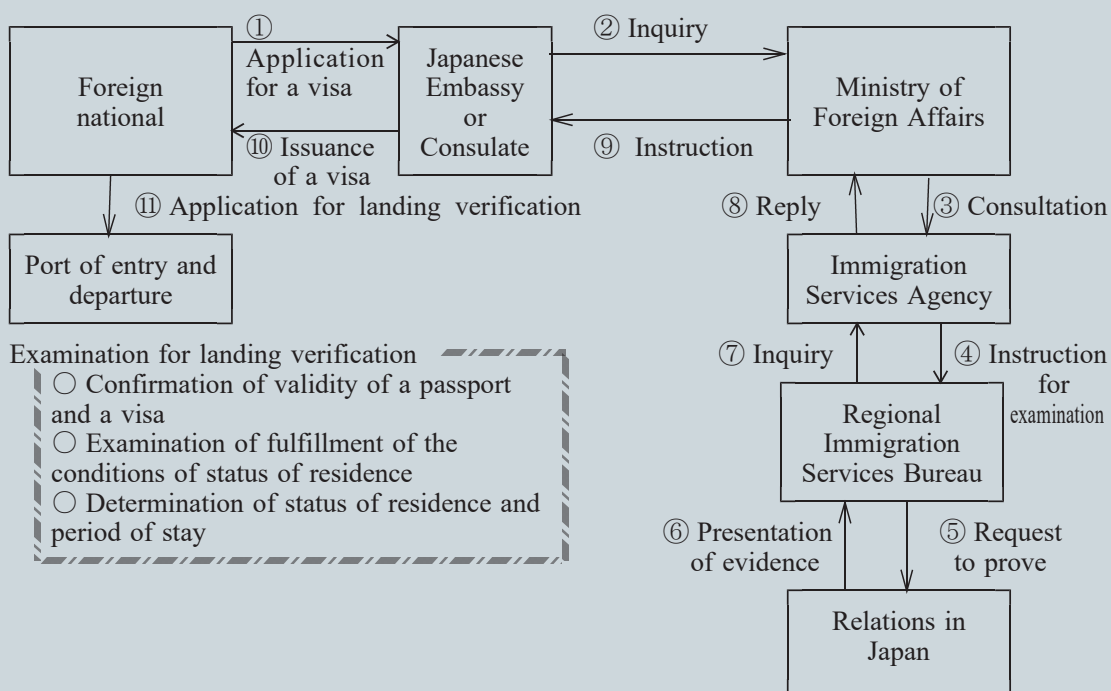 ①
Application
for a visa
Foreign
national
Japanese
Embassy
or
Consulate
② Inquiry
Ministry of
Foreign Affairs
⑩ Issuance
of a visa
⑨ Instruction
⑪ Application for landing verification
⑧ Reply
③ Consultation
Port of entry and
departure
Immigration
Services Agency
⑦ Inquiry
④ Instruction
for
examination
Examination for landing verification
○ Confirmation of validity of a passport
and a visa
○ Examination of fulfillment of the
conditions of status of residence
○ Determination of status of residence and
period of stay
Regional
Immigration
Services Bureau
⑥ Presentation
of evidence
⑤ Request
to prove
Relations in
Japan